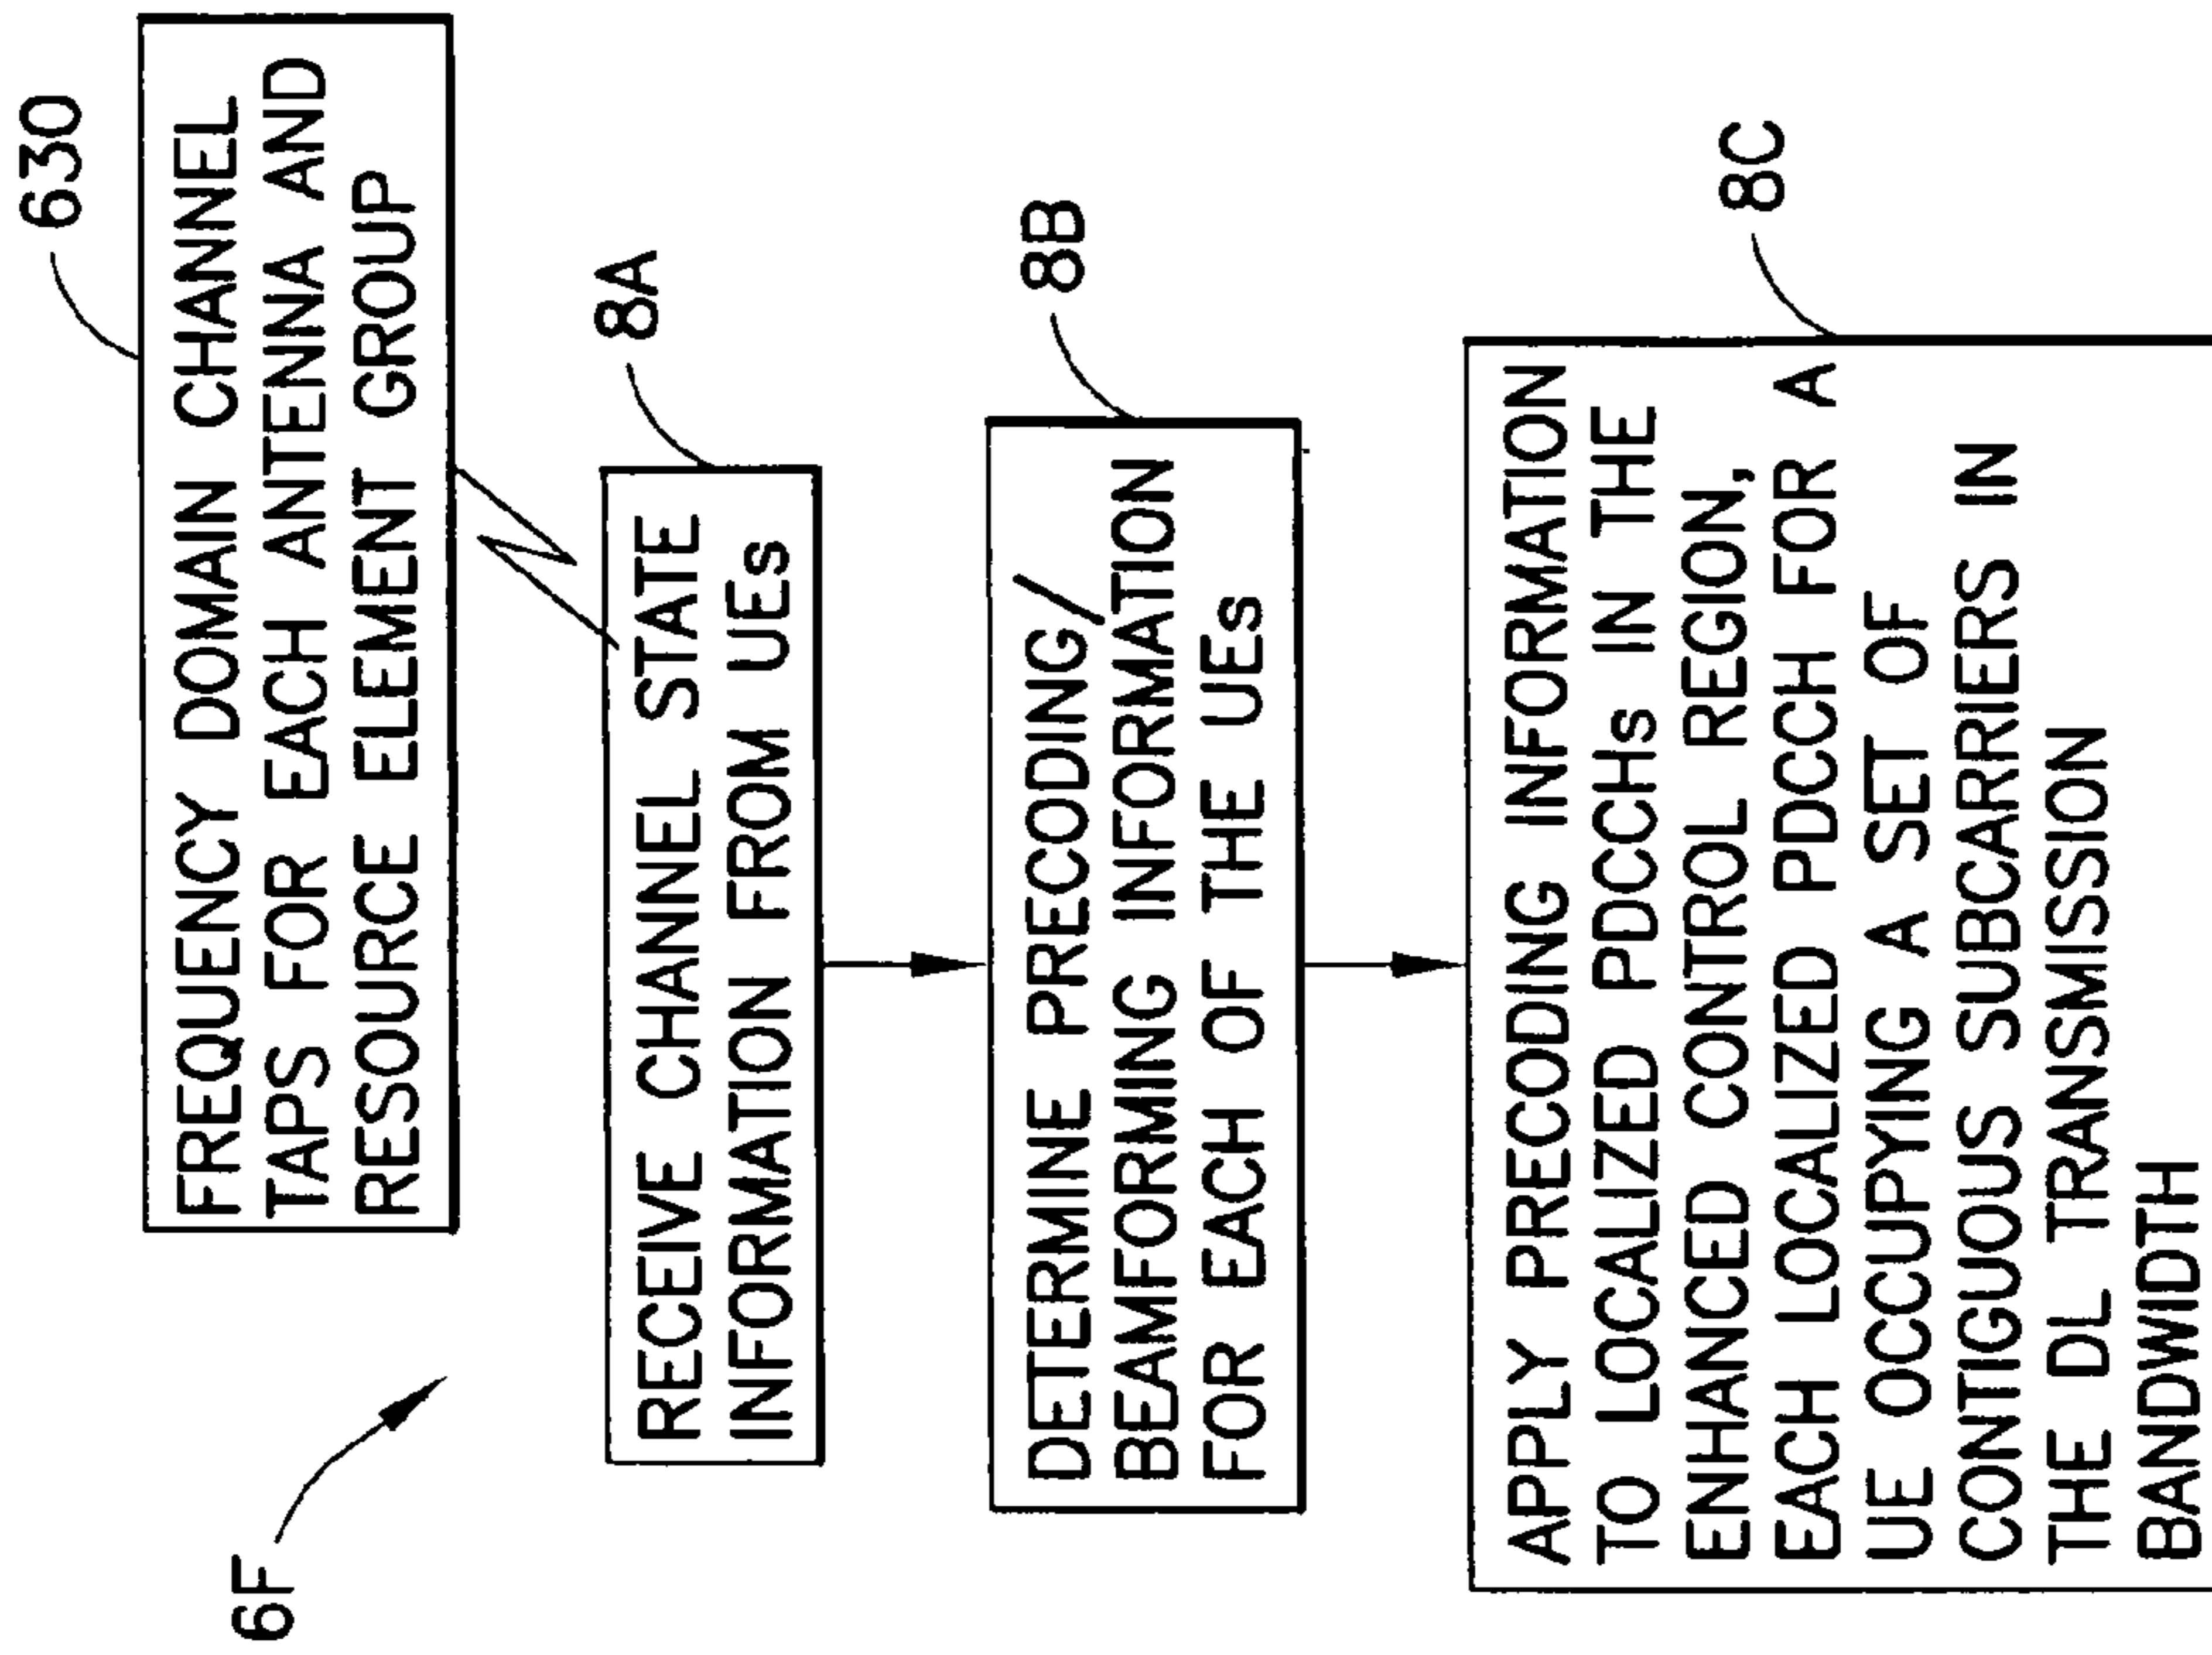 630
FREQUENCY DOMAIN CHANNEL
TAPS FOR EACH ANTENNA AND
RESOURCE ELEMENT GROUP
6F
8A
RECEIVE CHANNEL STATE
INFORMATION FROM UEs
8B
DETERMINE PRECODING/
BEAMFORMING INFORMATION
FOR EACH OF THE UEs
8C
APPLY PRECODING INFORMATION
TO LOCALIZED PDCCHs IN THE
ENHANCED CONTROL REGION,
EACH LOCALIZED PDCCH FOR A
UE OCCUPYING A SET OF
CONTIGUOUS SUBCARRIERS IN
THE DL TRANSMISSION
BANDWIDTH